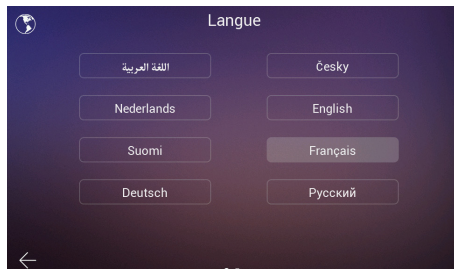 Langue
اللغة العربية
Česky
Nederlands
English
Suomi
Français
Deutsch
Русский